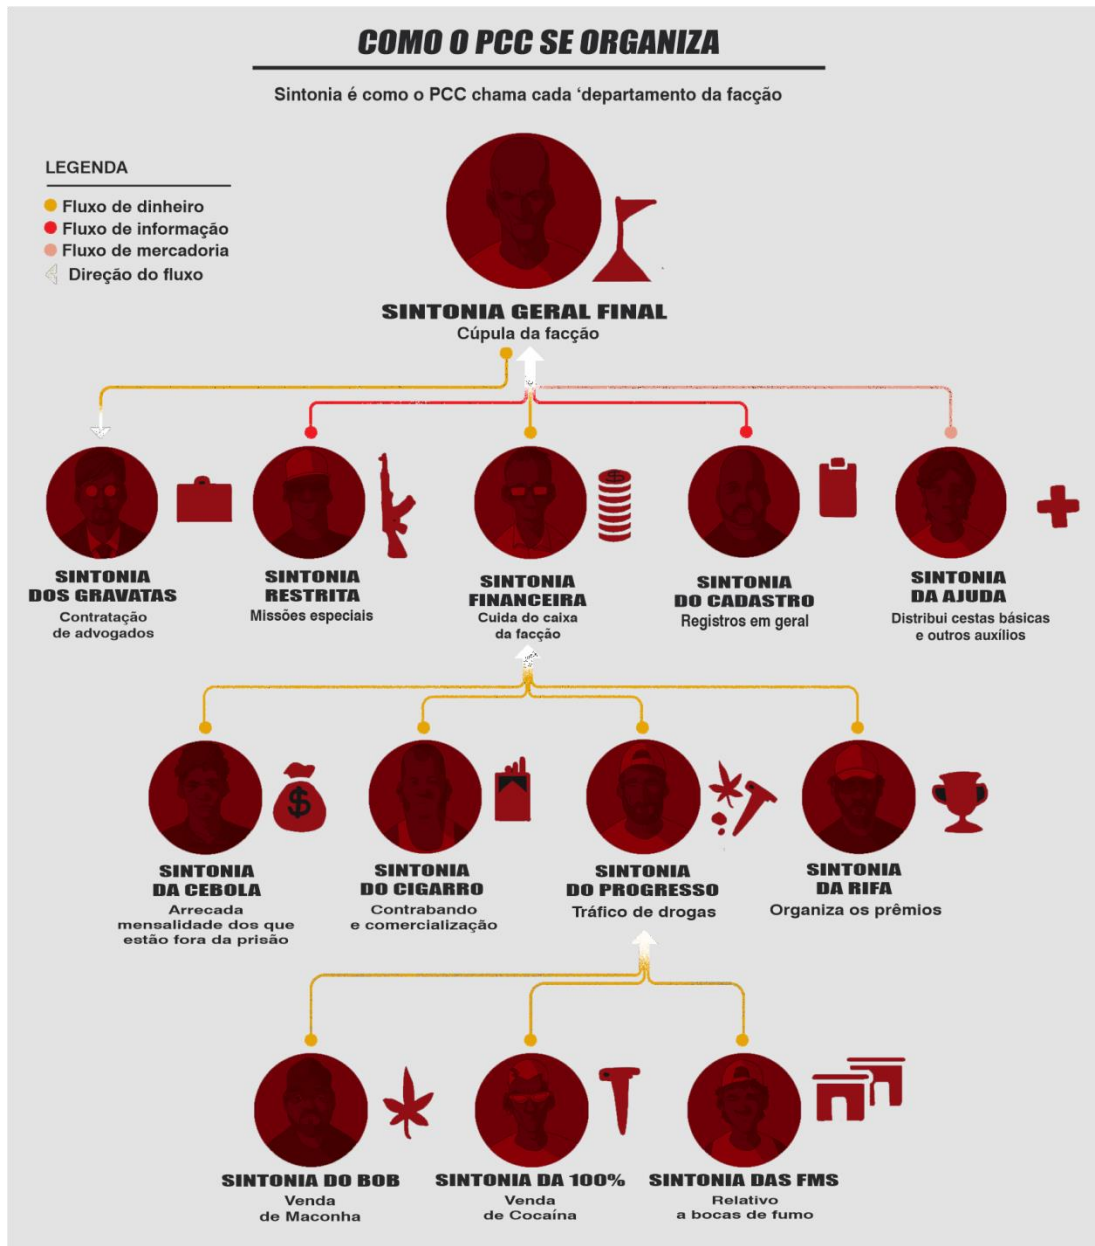 COMO O PCC SE ORGANIZA
Sintonia é como o PCC chama cada ‘departamento da facção
LEGENDA
Fluxo de dinheiro
Fluxo de informação
Fluxo de mercadoria
Direção do fluxo
SINTONIA GERAL FINAL
Cúpula da facção
SINTONIA
DOS GRAVATAS
Contratação
de advogados
SINTONIA
RESTRITA
Missões especiais
$
SINTONIA
FINANCEIRA
Cuida do caixa
da facção
SINTONIA
DO CADASTRO
Registros em geral
SINTONIA
DA AJUDA
Distribui cestas básicas
e outros auxílios
$
SINTONIA
DA CEBOLA
Arrecada
mensalidade dos que
estão fora da prisão
SINTONIA
DO CIGARRO
Contrabando
e comercialização
SINTONIA
DO PROGRESSO
Tráfico de drogas
SINTONIA
DA RIFA
Organiza os prêmios
SINTONIA DO BOB
Venda
de Maconha
SINTONIA DA 100%
Venda
de Cocaína
SINTONIA DAS FMS
Relativo
a bocas de fumo